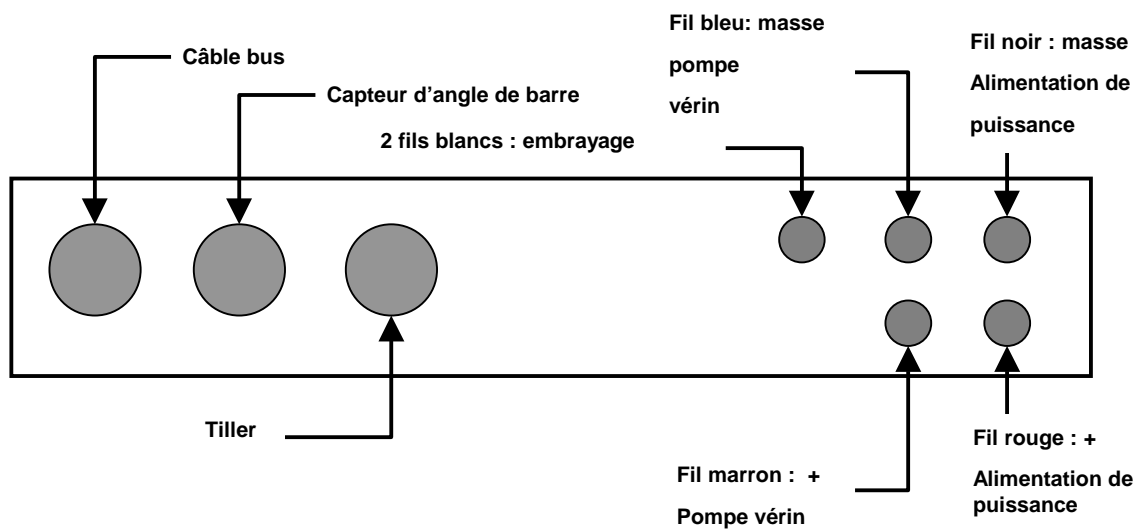 Câble bus
Capteur d'angle de barre
2 fils blancs : embrayage
Fil bleu: masse
pompe
vérin
Fil noir : masse
Alimentation de
puissance
Tiller
Fil marron : +
Pompe vérin
Fil rouge : +
Alimentation de
puissance